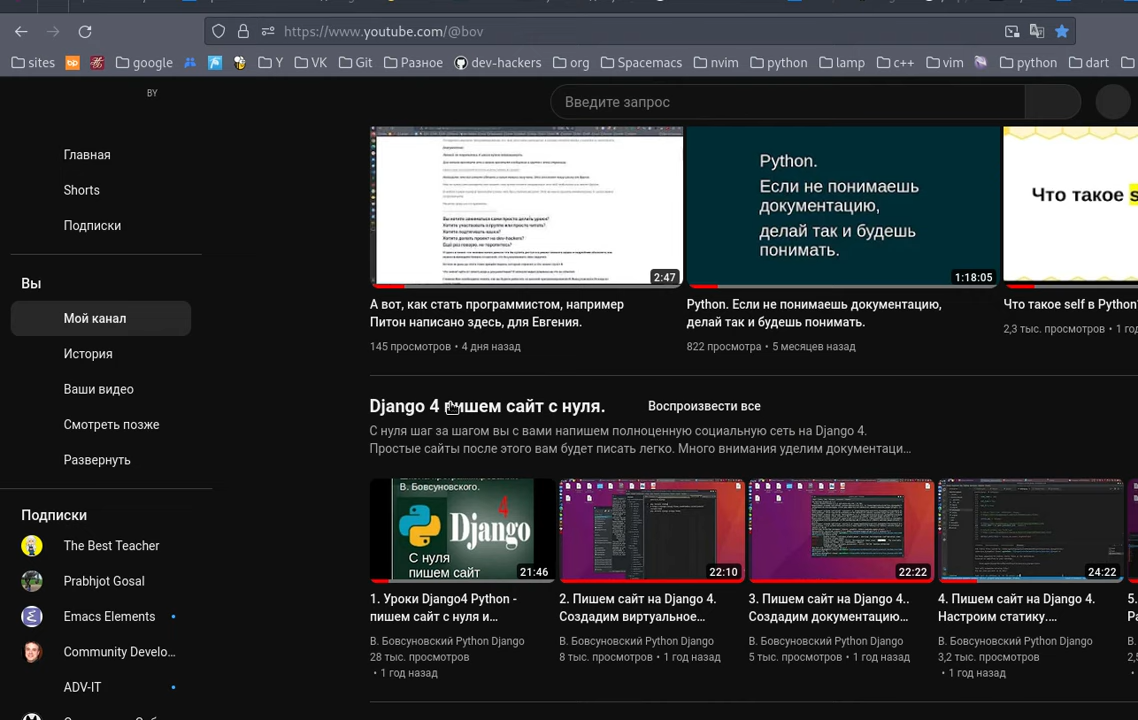 https://www.youtube.com/@bov
sites
google
Y
VK
Git
Разное
dev-hackers
org
Spacemacs
nvim
python
lamp
c++
vim
python
dart
BY
Введите запрос
Главная
Shorts
Подписки
Вы
Мой канал
История
Ваши видео
Смотреть позже
Развернуть
Подписки
The Best Teacher
Prabhjot Gosal
Emacs Elements
Community Develo...
ADV-IT
2:47
А вот, как стать программистом, например
Питон написано здесь, для Евгения.
145 просмотров • 4 дня назад
Python.
Если не понимаешь
документацию,
делай так и будешь
понимать.
1:18:05
Python. Если не понимаешь документацию,
делай так и будешь понимать.
822 просмотра • 5 месяцев назад
Что такое s
Что такое self в Python
2,3 тыс. просмотров • 1 го
Django 4 пишем сайт с нуля.
Воспроизвести все
С нуля шаг за шагом вы с вами напишем полноценную социальную сеть на Django 4.
Простые сайты после этого вам будет писать легко. Много внимания уделим документаци...
В. Бовсуновского.
4
Django
С нуля
пишем сайт
21:46
1. Уроки Django4 Python -
пишем сайт с нуля и...
В. Бовсуновский Python Django
28 тыс. просмотров
• 1 год назад
22:10
2. Пишем сайт на Django 4.
Создадим виртуальное...
В. Бовсуновский Python Django
8 тыс. просмотров • 1 год назад
22:22
3. Пишем сайт на Django 4..
Создадим документацию...
В. Бовсуновский Python Django
5 тыс. просмотров • 1 год назад
24:22
4. Пишем сайт на Django 4.
Настроим статику....
В. Бовсуновский Python Django
3,2 тыс. просмотров
• 1 год назад
5.